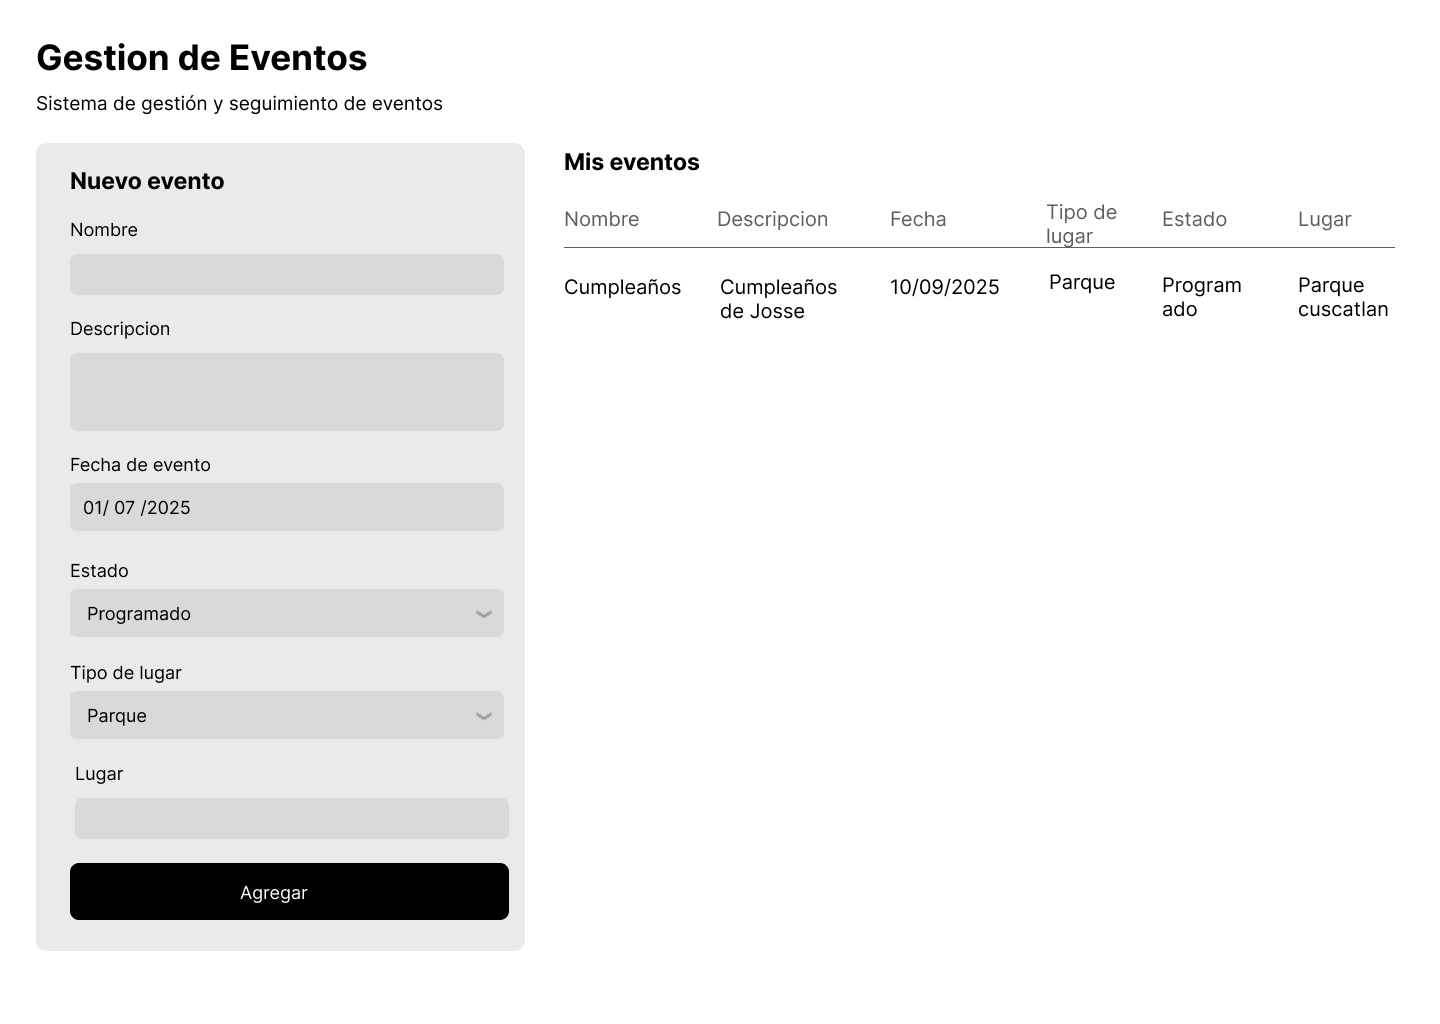 Gestion de Eventos
Sistema de gestión y seguimiento de eventos
Nuevo evento
Nombre
Descripcion
Fecha de evento
01/ 07 /2025
Estado
Programado
Tipo de lugar
Parque
Lugar
Agregar
Mis eventos
Nombre Descripcion Fecha Tipo de lugar Estado Lugar
Cumpleaños Cumpleaños de Josse 10/09/2025 Parque Program ado Parque cuscatlan